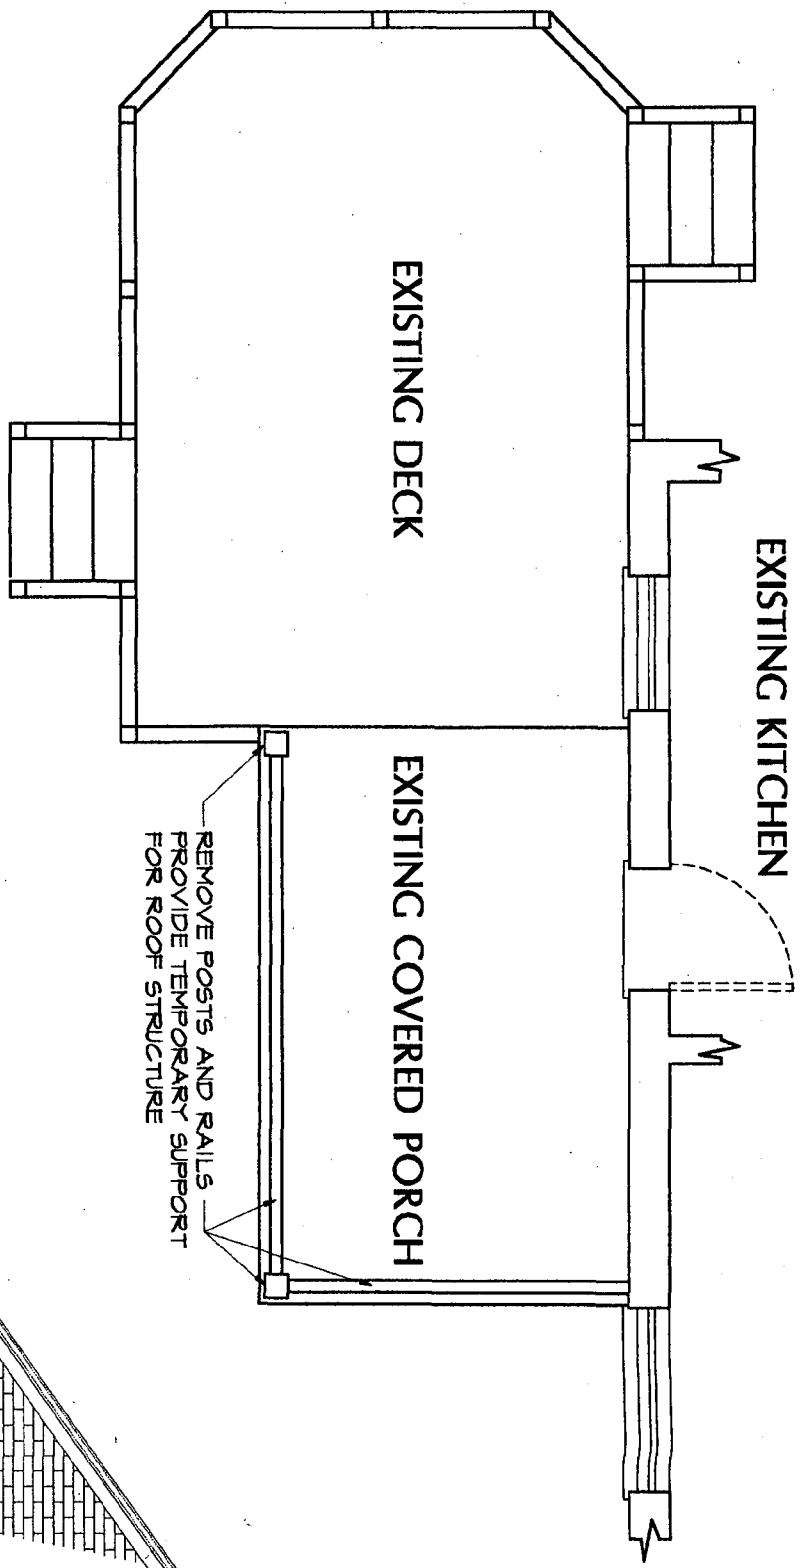 EXISTING KITCHEN
EXISTING DECK
EXISTING COVERED PORCH
REMOVE POSTS AND RAILS
PROVIDE TEMPORARY SUPPORT
FOR ROOF STRUCTURE